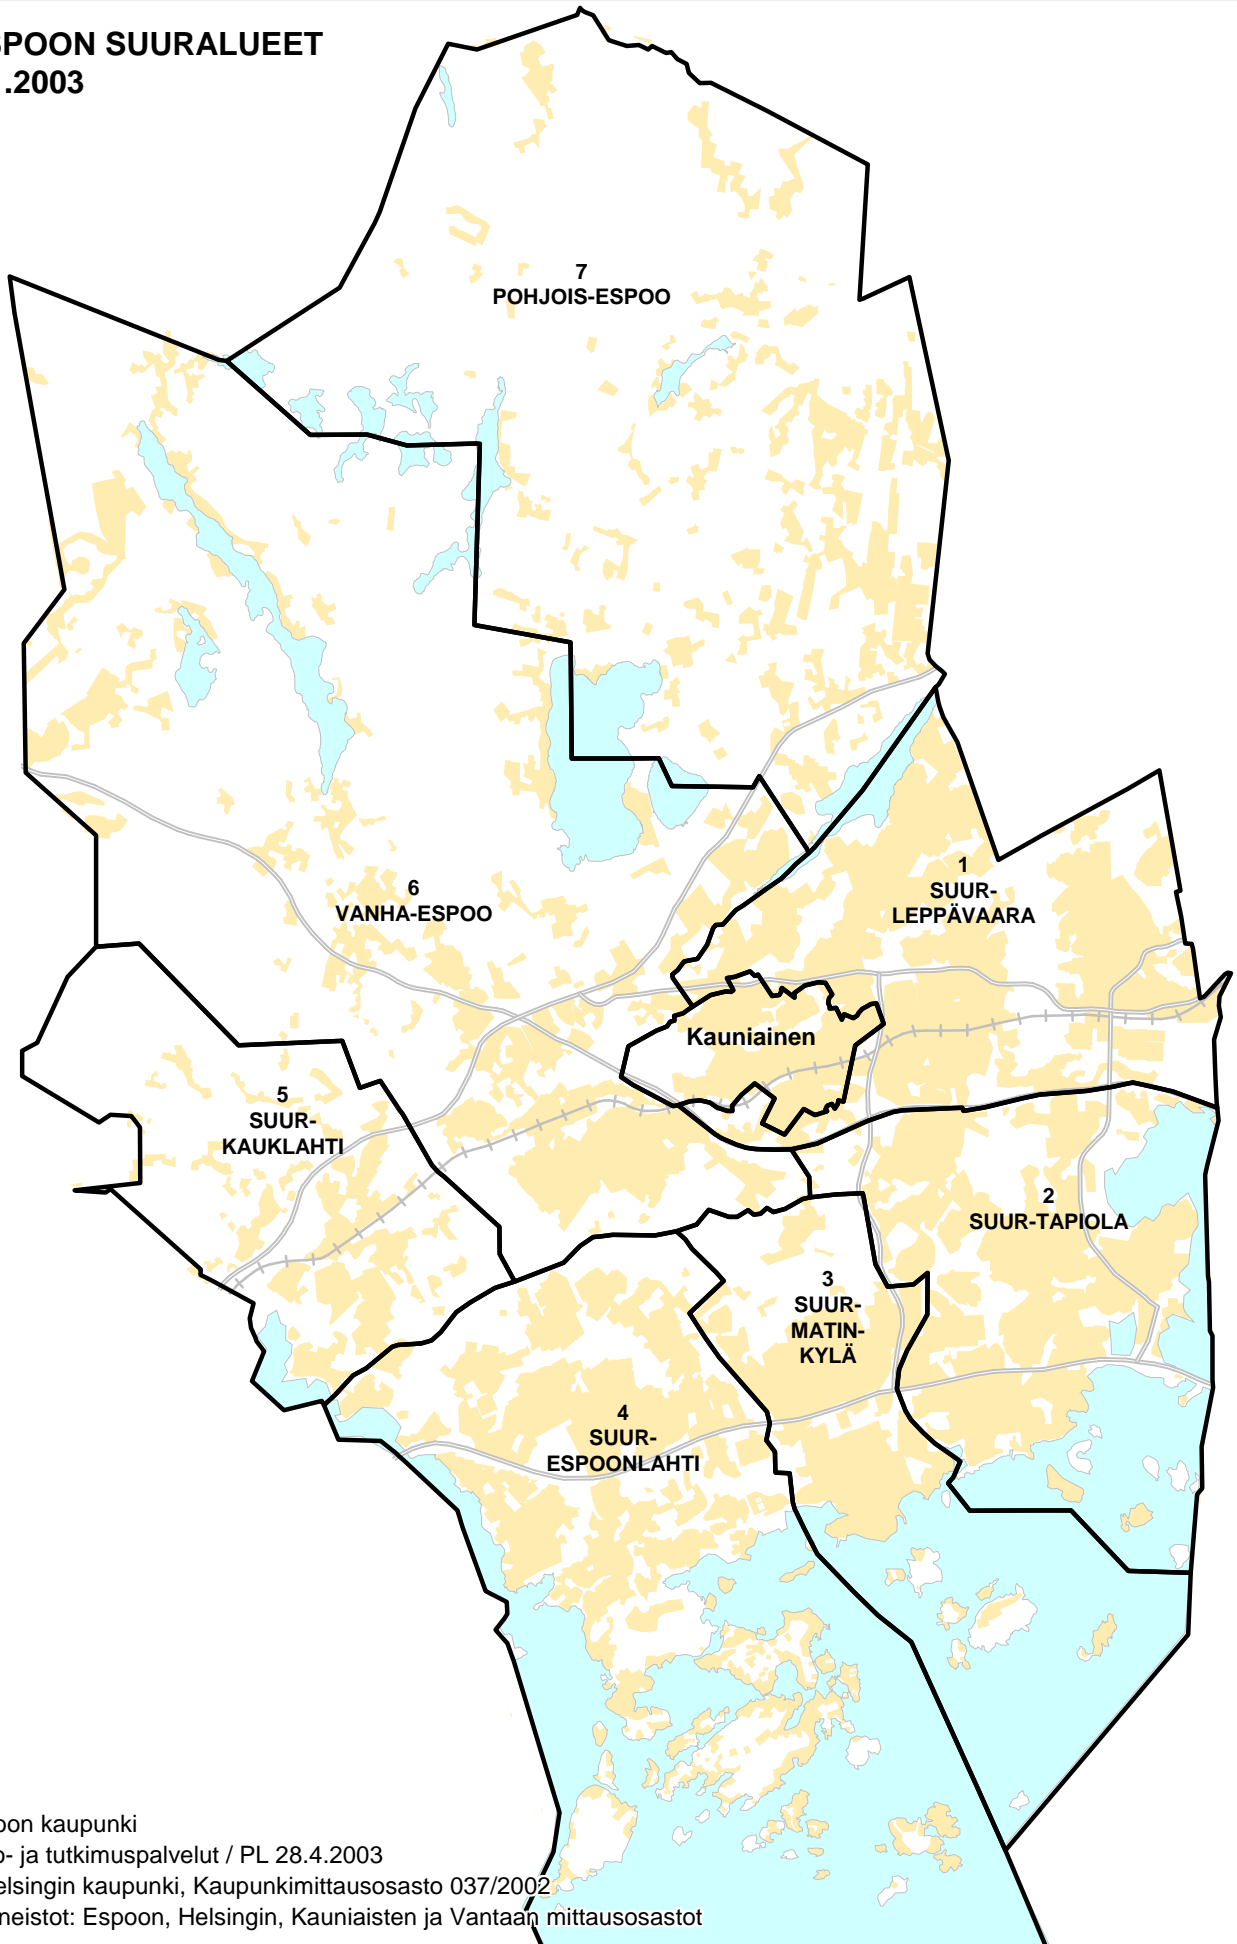 SPOON SUURALUEET
.2003
7
POHJOIS-ESPOO
6
VANHA-ESPOO
1
SUUR-
LEPPÄVAARA
Kauniainen
5
SUUR-
KAUKLAHTI
2
SUUR-TAPIOLA
3
SUUR-
MATIN-
KYLÄ
4
SUUR-
ESPOONLAHTI
oon kaupunki
o- ja tutkimuspalvelut / PL 28.4.2003
elsingin kaupunki, Kaupunkimittausosasto 037/2002
neistot: Espoon, Helsingin, Kauniaisten ja Vantaan mittausosastot